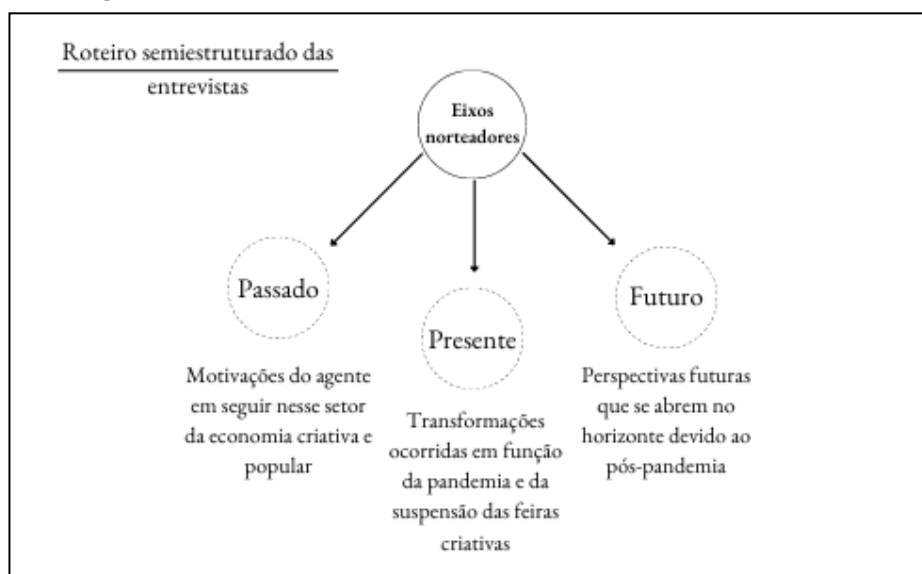 Roteiro semiestruturado das
entrevistas
Eixos
norteadores
Passado
Motivações do agente
em seguir nesse setor
da economia criativa e
popular
Presente
Transformações
ocorridas em função
da pandemia e da
suspensão das feiras
criativas
Futuro
Perspectivas futuras
que se abrem no
horizonte devido ao
pós-pandemia